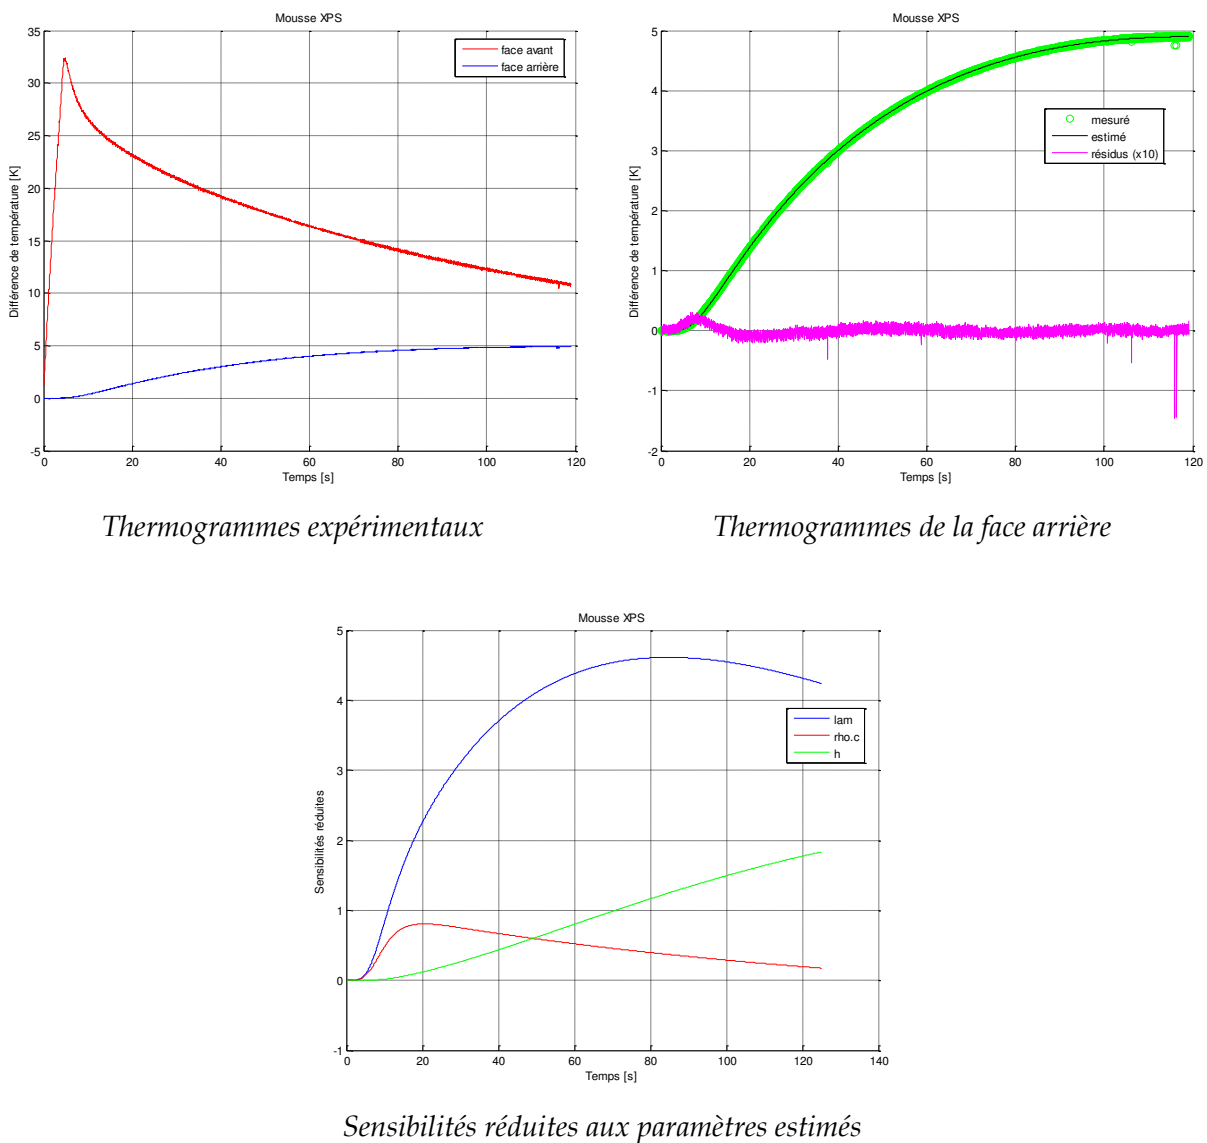 Mousse XPS
35
30
25
20
15
10
5
0
-5
Différence de température [K]
face avant
face arrière
0 20 40 60 80 100 120
Temps [s]
Thermogrammes expérimentaux
Mousse XPS
5
4
3
2
1
0
-1
-2
Différence de température [K]
mesuré
estimé
résidus (x10)
0 20 40 60 80 100 120
Temps [s]
Thermogrammes de la face arrière
Mousse XPS
5
4
3
2
1
0
-1
Sensibilités réduites
lam
rho.c
h
0 20 40 60 80 100 120 140
Temps [s]
Sensibilités réduites aux paramètres estimés